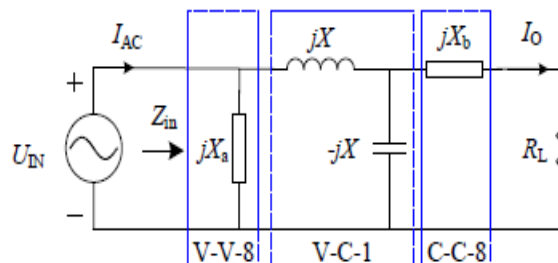 I_AC jX jX_b I_O
+
U_IN Z_in jX_a -jX R_L
−
V-V-8 V-C-1 C-C-8